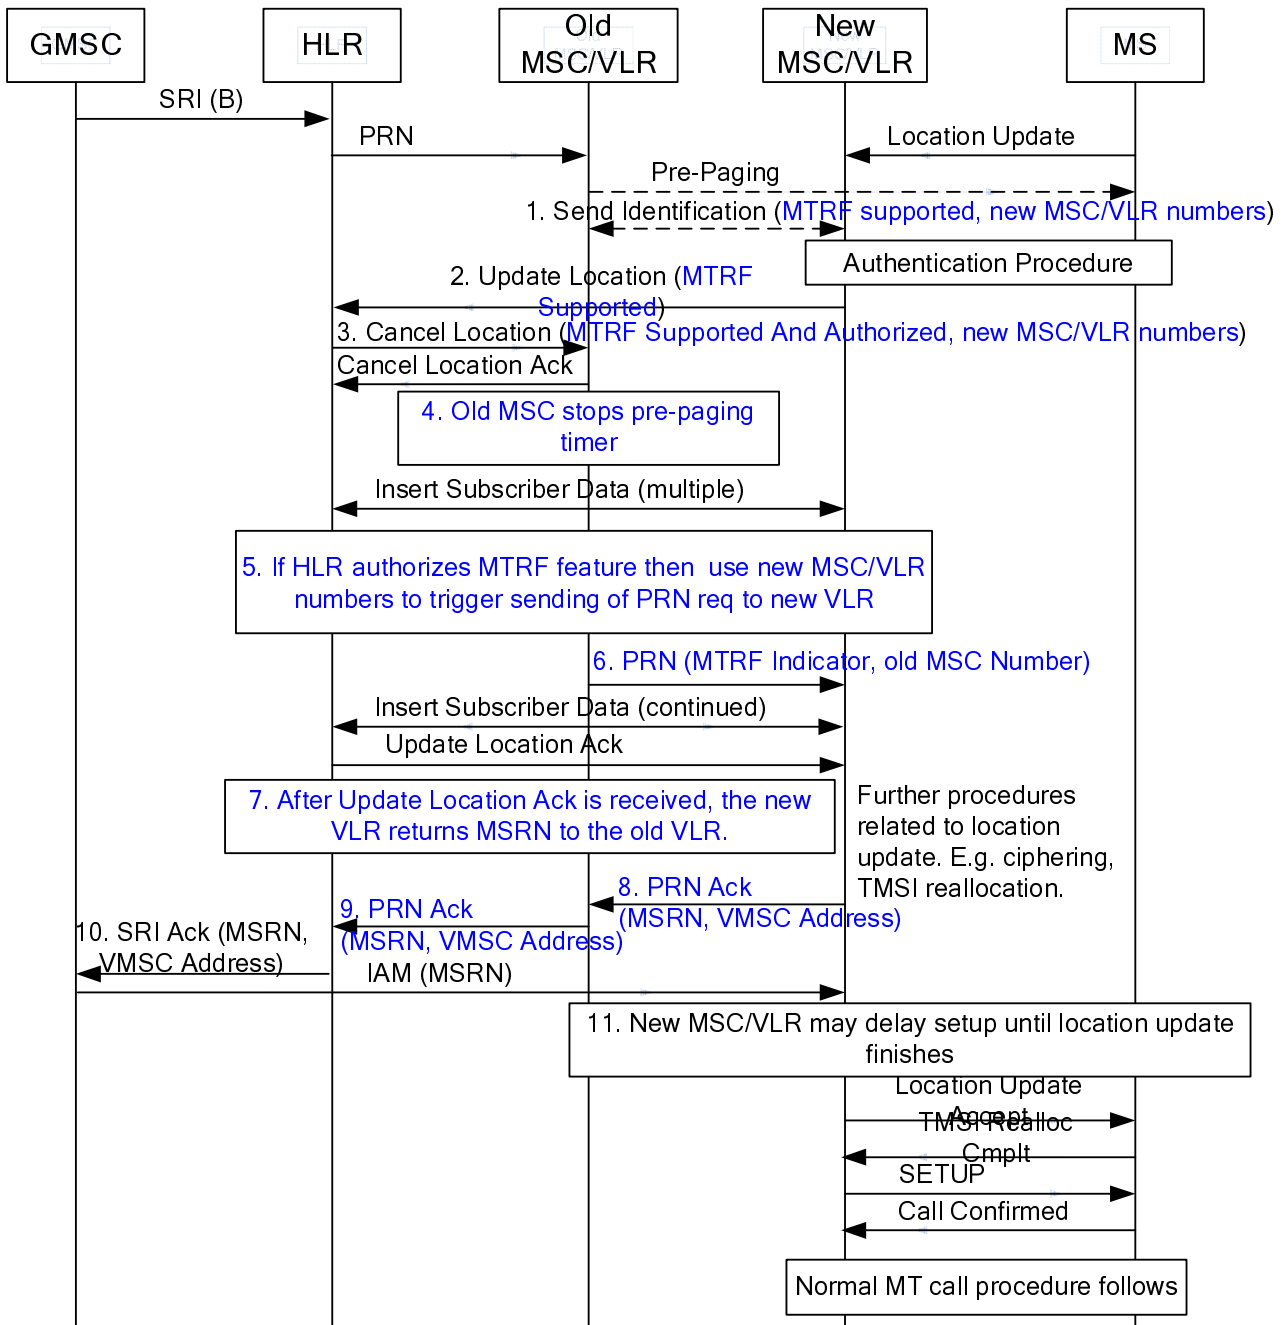 GMSC
HLR
Old
MSC/VLR
New
MSC/VLR
MS
SRI (B)
PRN
Location Update
Pre-Paging
1. Send Identification (MTRF supported, new MSC/VLR numbers)
Authentication Procedure
2. Update Location (MTRF
Supported)
3. Cancel Location (MTRF Supported And Authorized, new MSC/VLR numbers)
Cancel Location Ack
4. Old MSC stops pre-paging
timer
Insert Subscriber Data (multiple)
5. If HLR authorizes MTRF feature then  use new MSC/VLR
numbers to trigger sending of PRN req to new VLR
6. PRN (MTRF Indicator, old MSC Number)
Insert Subscriber Data (continued)
Update Location Ack
7. After Update Location Ack is received, the new
VLR returns MSRN to the old VLR.
Further procedures
related to location
update. E.g. ciphering,
TMSI reallocation.
8. PRN Ack
(MSRN, VMSC Address)
9. PRN Ack
(MSRN, VMSC Address)
10. SRI Ack (MSRN,
VMSC Address)
IAM (MSRN)
11. New MSC/VLR may delay setup until location update
finishes
Location Update
Accept
TMSI Realloc
Cmplt
SETUP
Call Confirmed
Normal MT call procedure follows